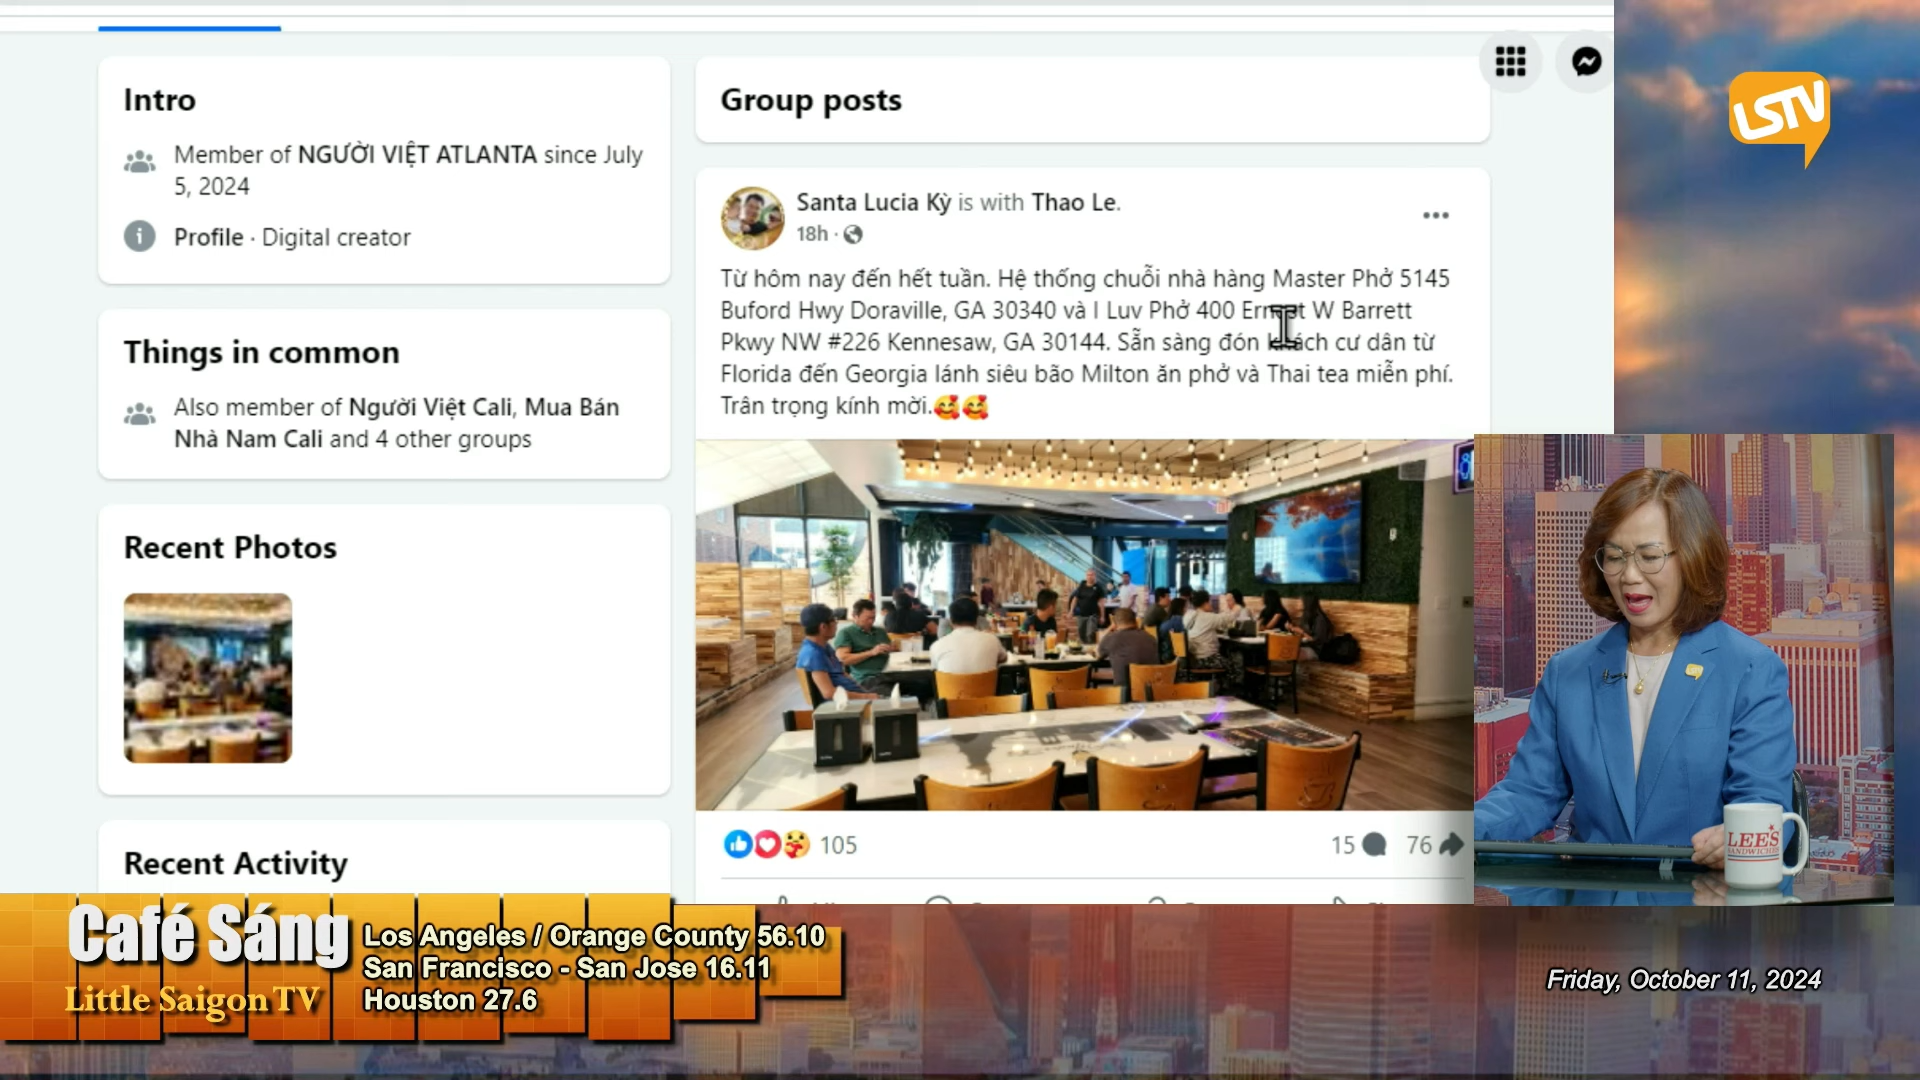 Intro
Member of NGƯỜI VIỆT ATLANTA since July
5, 2024
Profile · Digital creator
Things in common
Also member of Người Việt Cali, Mua Bán
Nhà Nam Cali and 4 other groups
Recent Photos
Recent Activity
Group posts
Santa Lucia Kỳ is with Thao Le.
18h ·
Từ hôm nay đến hết tuần. Hệ thống chuỗi nhà hàng Master Phở 5145
Buford Hwy Doraville, GA 30340 và I Luv Phở 400 Ernest W Barrett
Pkwy NW #226 Kennesaw, GA 30144. Sẵn sàng đón khách cư dân từ
Florida đến Georgia lánh siêu bão Milton ăn phở và Thai tea miễn phí.
Trân trọng kính mời.🥰🥰
105
15
76
LSTV
LEE'S
SANDWICHES
Café Sáng
Little Saigon TV
Los Angeles / Orange County 56.10
San Francisco - San Jose 16.11
Houston 27.6
Friday, October 11, 2024